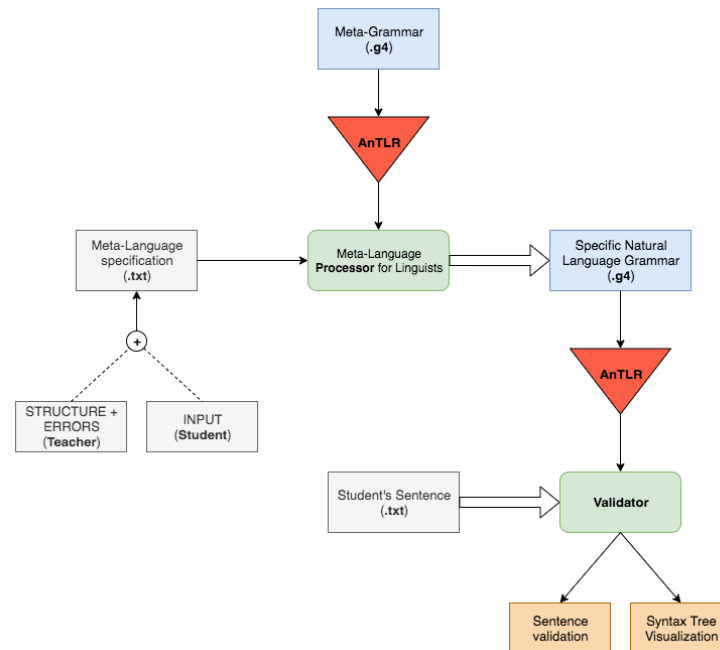 Meta-Grammar
(.g4)
AnTLR
Meta-Language
specification
(.txt)
Meta-Language
Processor for Linguists
Specific Natural
Language Grammar
(.g4)
+
AnTLR
STRUCTURE +
ERRORS
(Teacher)
INPUT
(Student)
Student's Sentence
(.txt)
Validator
Sentence
validation
Syntax Tree
Visualization